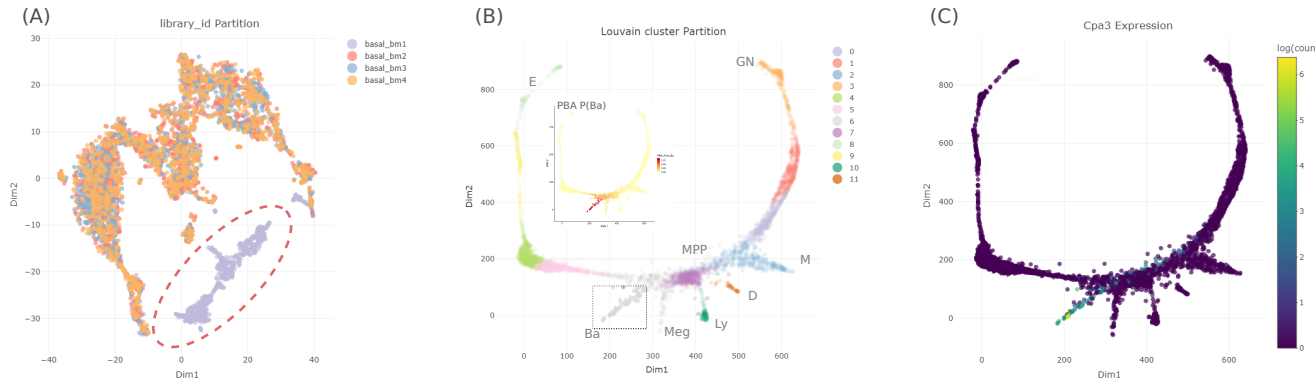 (A)
library_id Partition
30
20
10
0
−10
−20
−30
Dim2
−40
−20
0
20
40
Dim1
basal_bm1
basal_bm2
basal_bm3
basal_bm4
(B)
Louvain cluster Partition
E
GN
PBA P(Ba)
MPP
M
D
Ba
Meg
Ly
800
600
400
200
0
Dim2
0
100
200
300
400
500
600
Dim1
0
1
2
3
4
5
6
7
8
9
10
11
(C)
Cpa3 Expression
log(count
800
600
400
200
0
Dim2
0
200
400
600
Dim1
6
5
4
3
2
1
0